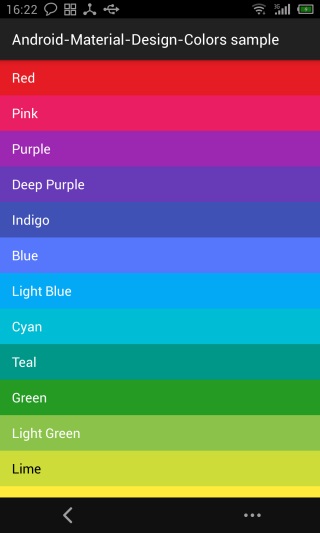 16:22
3G
Android-Material-Design-Colors sample
Red
Pink
Purple
Deep Purple
Indigo
Blue
Light Blue
Cyan
Teal
Green
Light Green
Lime